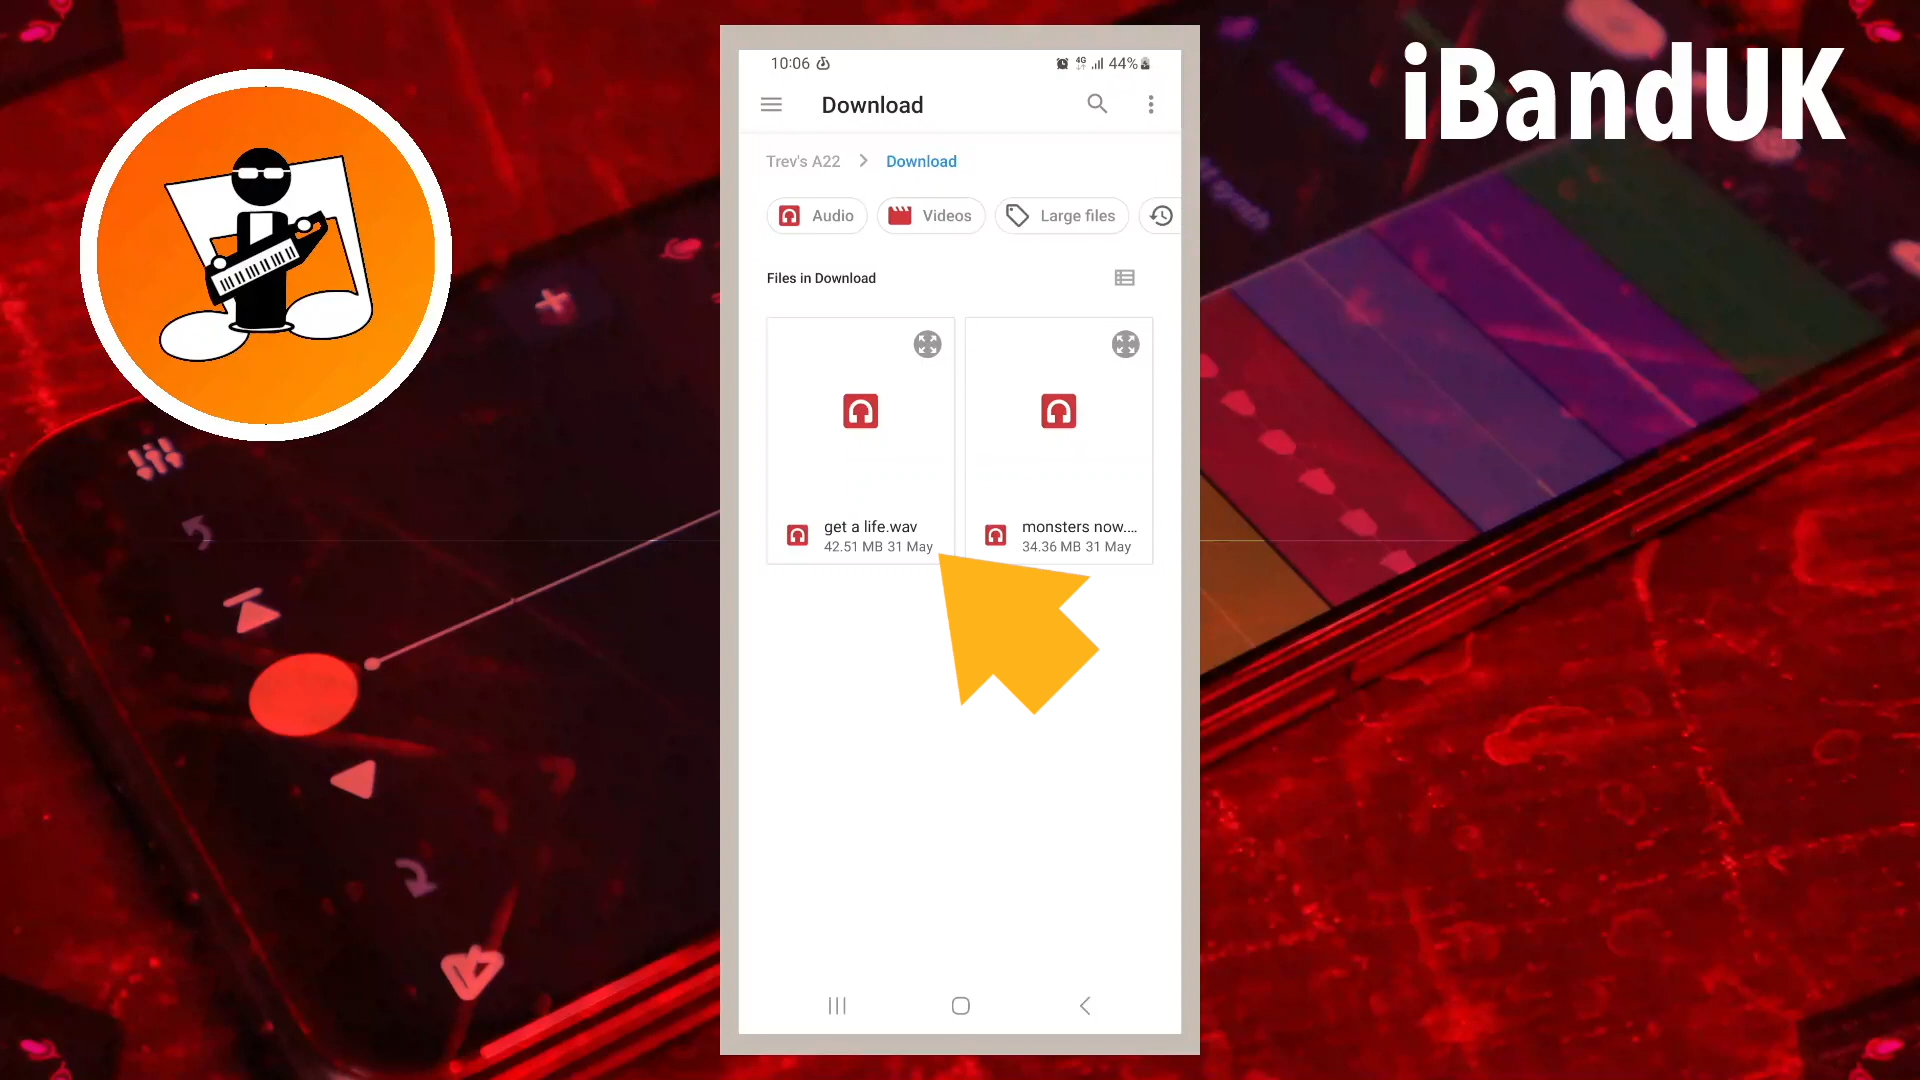 iBandUK
10:06
4G 44%
Download
Trev's A22 > Download
Audio
Videos
Large files
Files in Download
get a life.wav
42.51 MB 31 May
monsters now....
34.36 MB 31 May